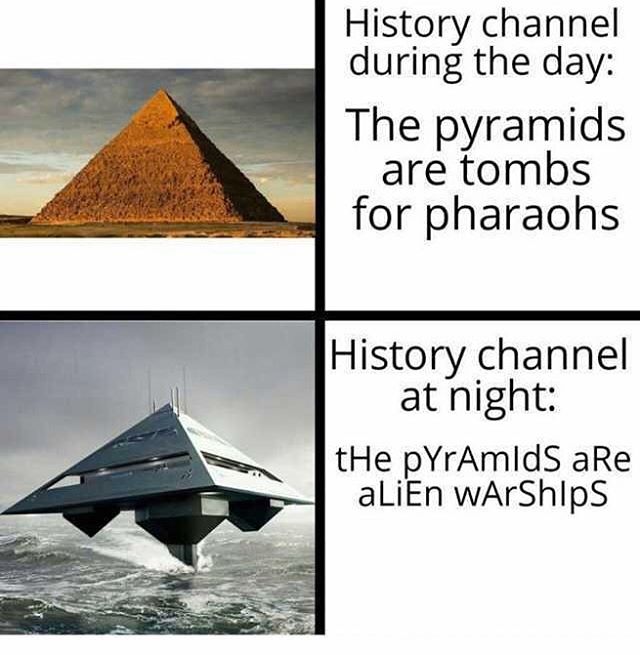 History channel
during the day:
The pyramids
are tombs
for pharaohs
History channel
at night:
tHe pYrAmIdS aRe
aLiEn wArShIpS